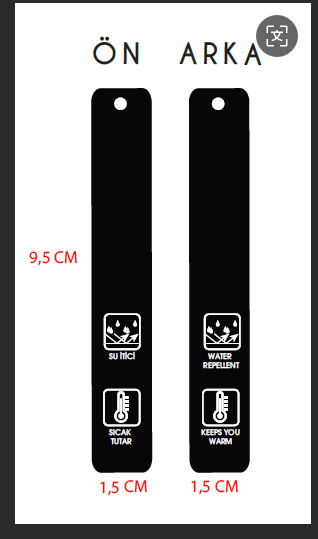 ÖN
ARKA
9,5 CM
SU İTİCİ
SICAK
TUTAR
WATER
REPELLENT
KEEPS YOU
WARM
1,5 CM
1,5 CM